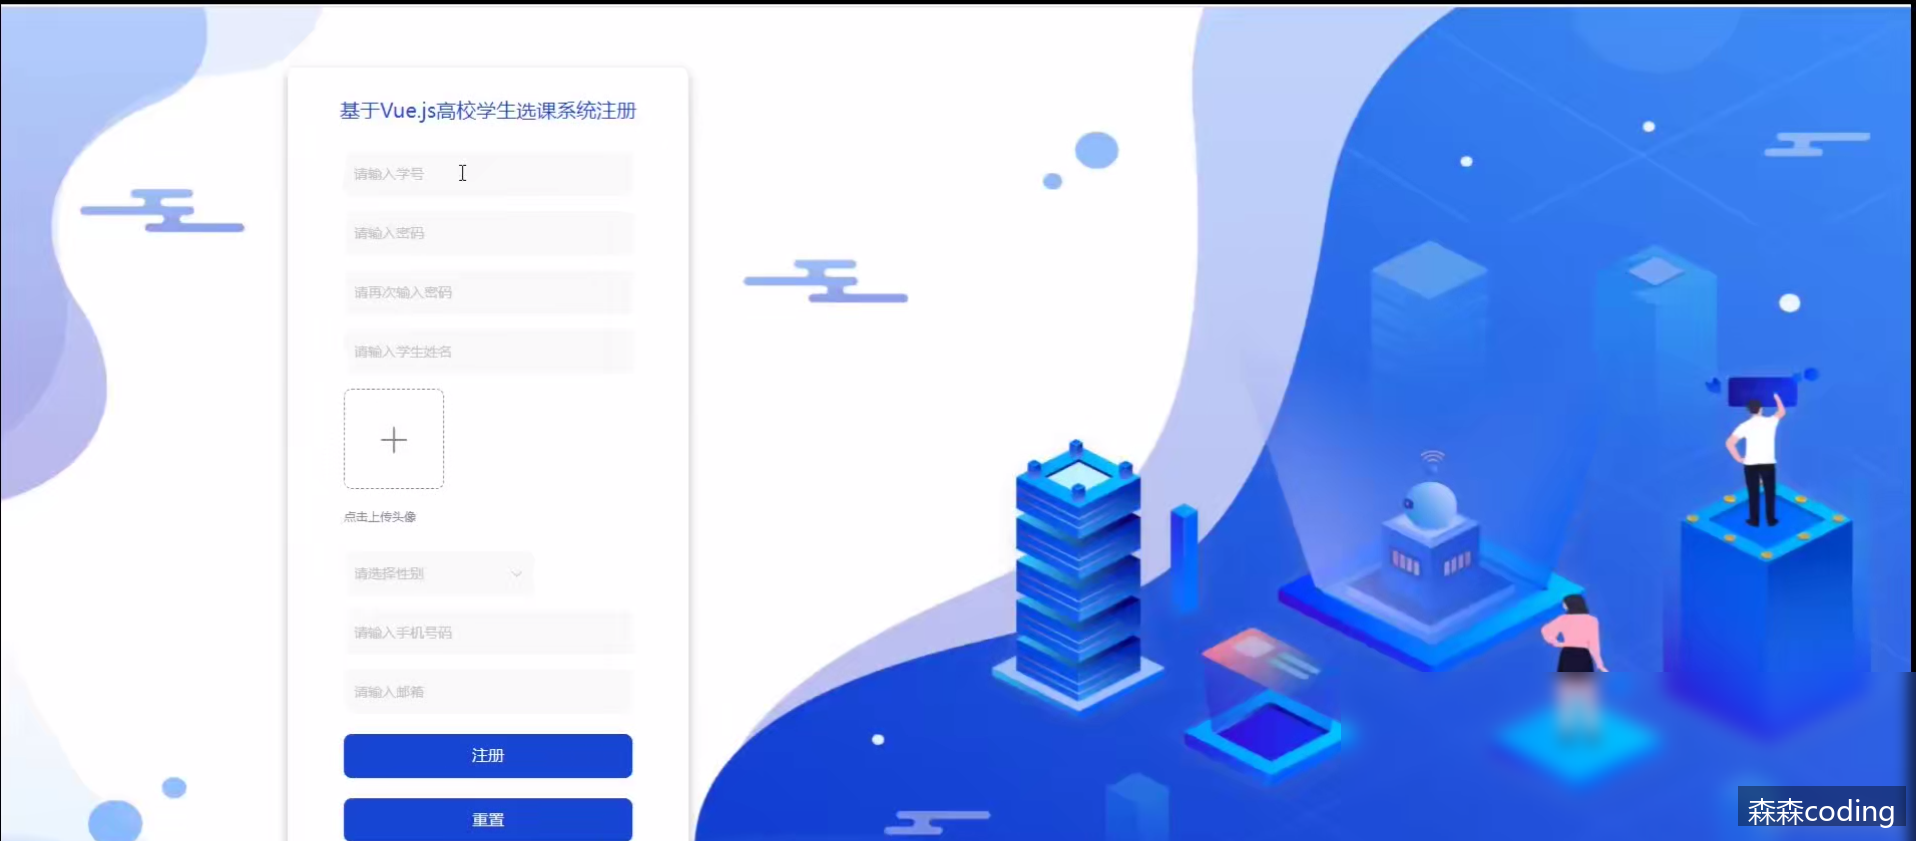 基于Vue.js高校学生选课系统注册
请输入学号
请输入密码
请再次输入密码
请输入学生姓名
点击上传头像
请选择性别
请输入手机号码
请输入邮箱
注册
重置
森森coding